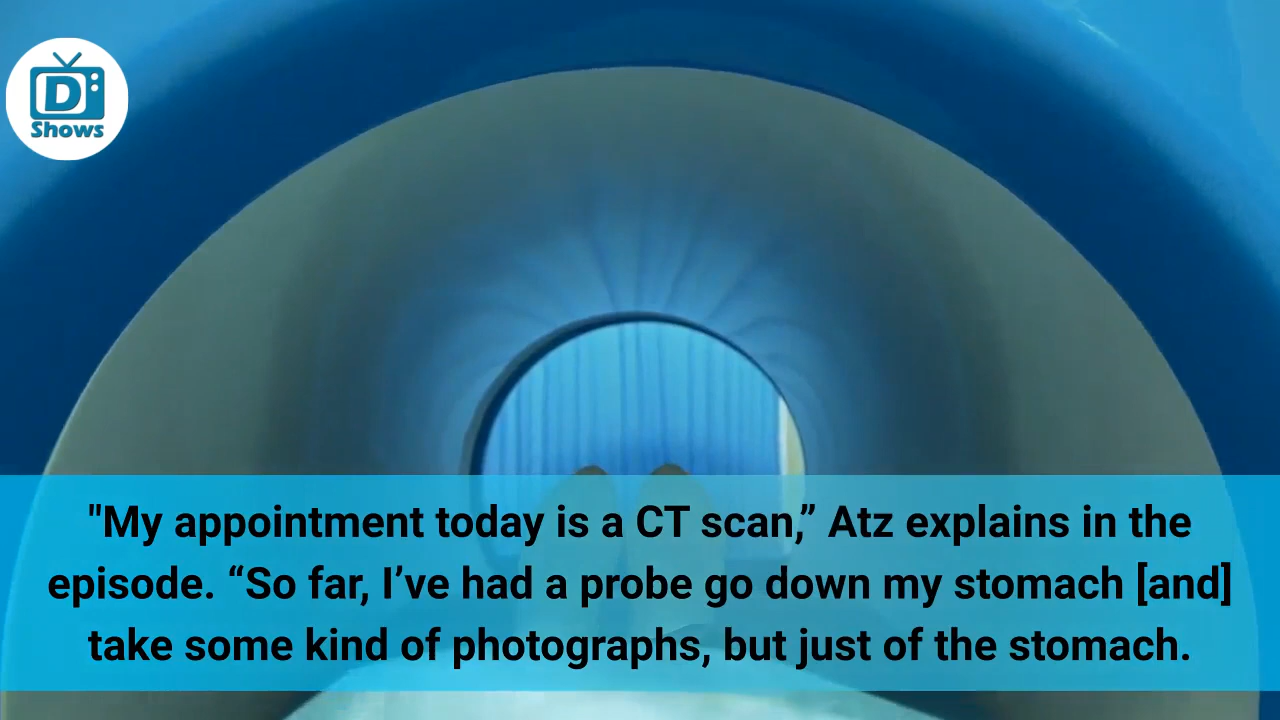 D
Shows
"My appointment today is a CT scan,” Atz explains in the
episode. “So far, I’ve had a probe go down my stomach [and]
take some kind of photographs, but just of the stomach.